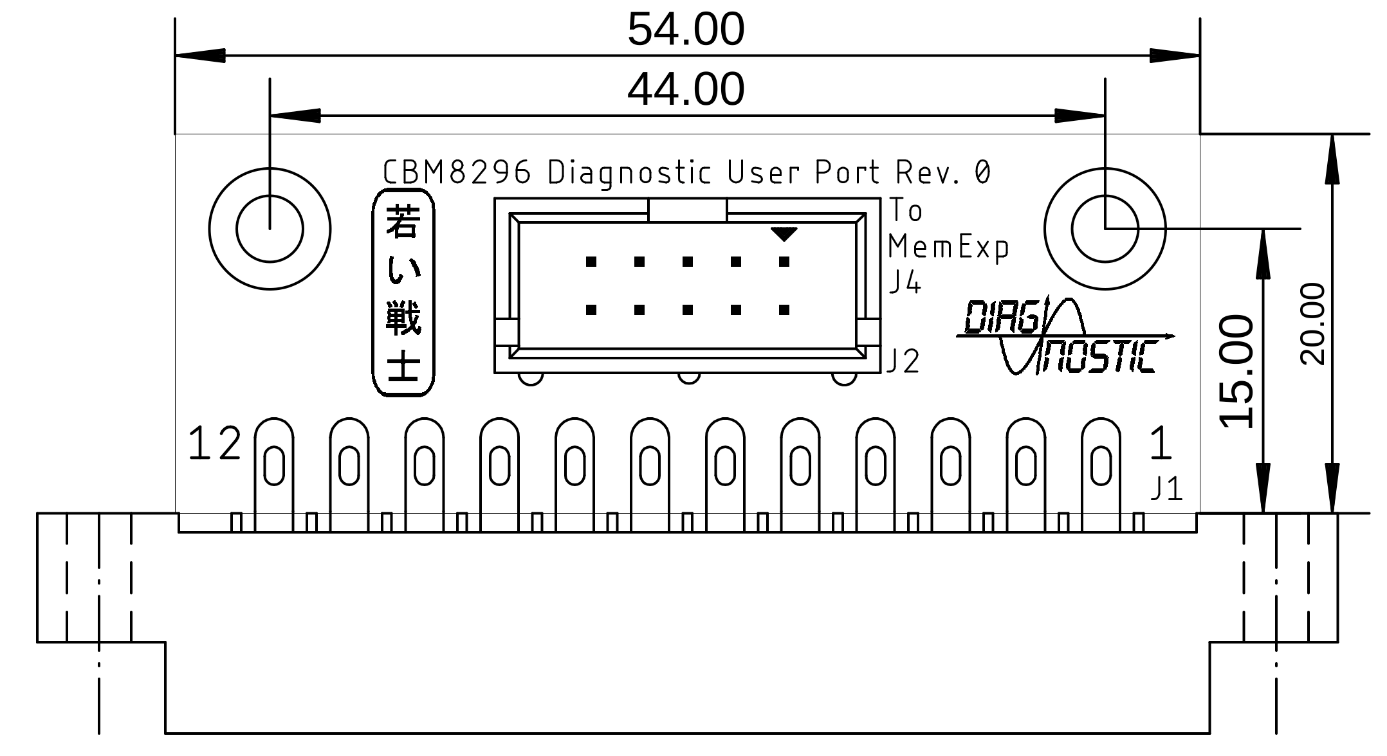 54.00
44.00
CBM8296 Diagnostic User Port Rev. 0
若い戦士
To
MemExp
J4
DIAG
NOSTIC
J2
15.00
20.00
12
1
J1